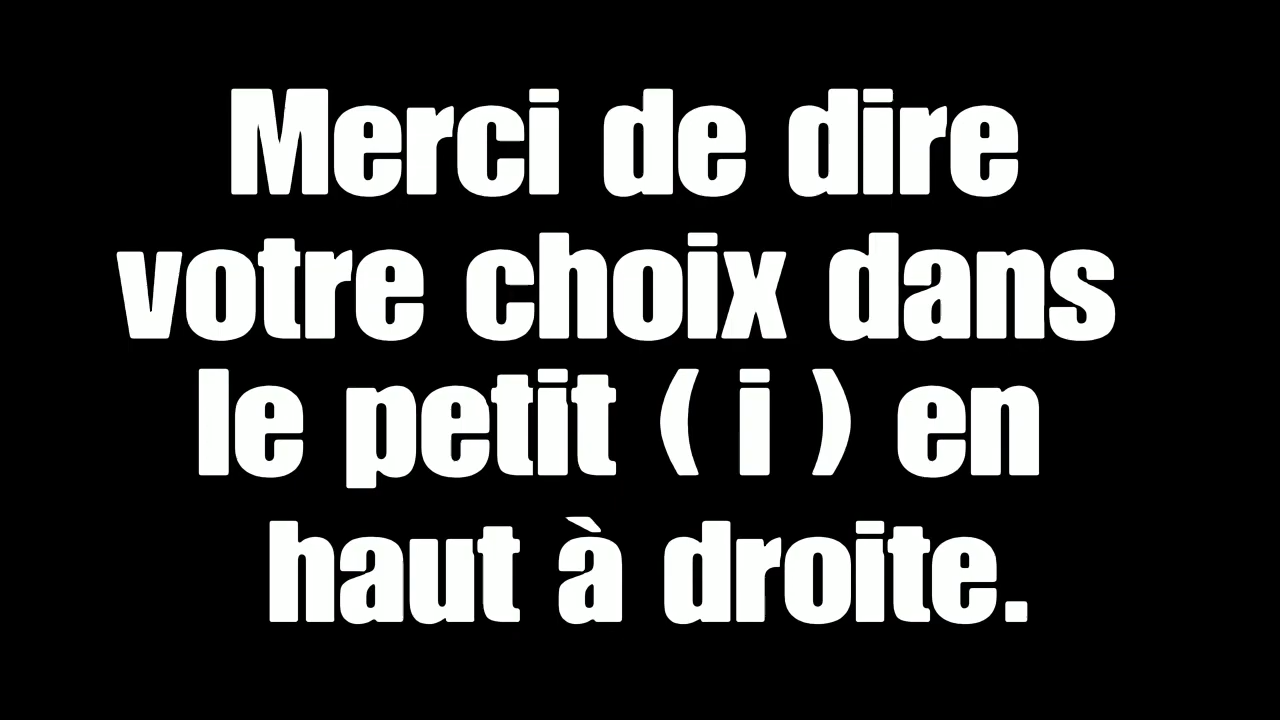 Merci de dire
votre choix dans
le petit ( i ) en
haut à droite.